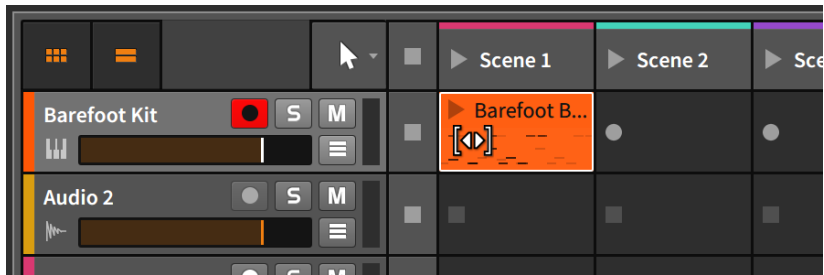 Scene 1
Scene 2
Sce
Barefoot Kit
S
M
Barefoot B...
Audio 2
S
M
S
M